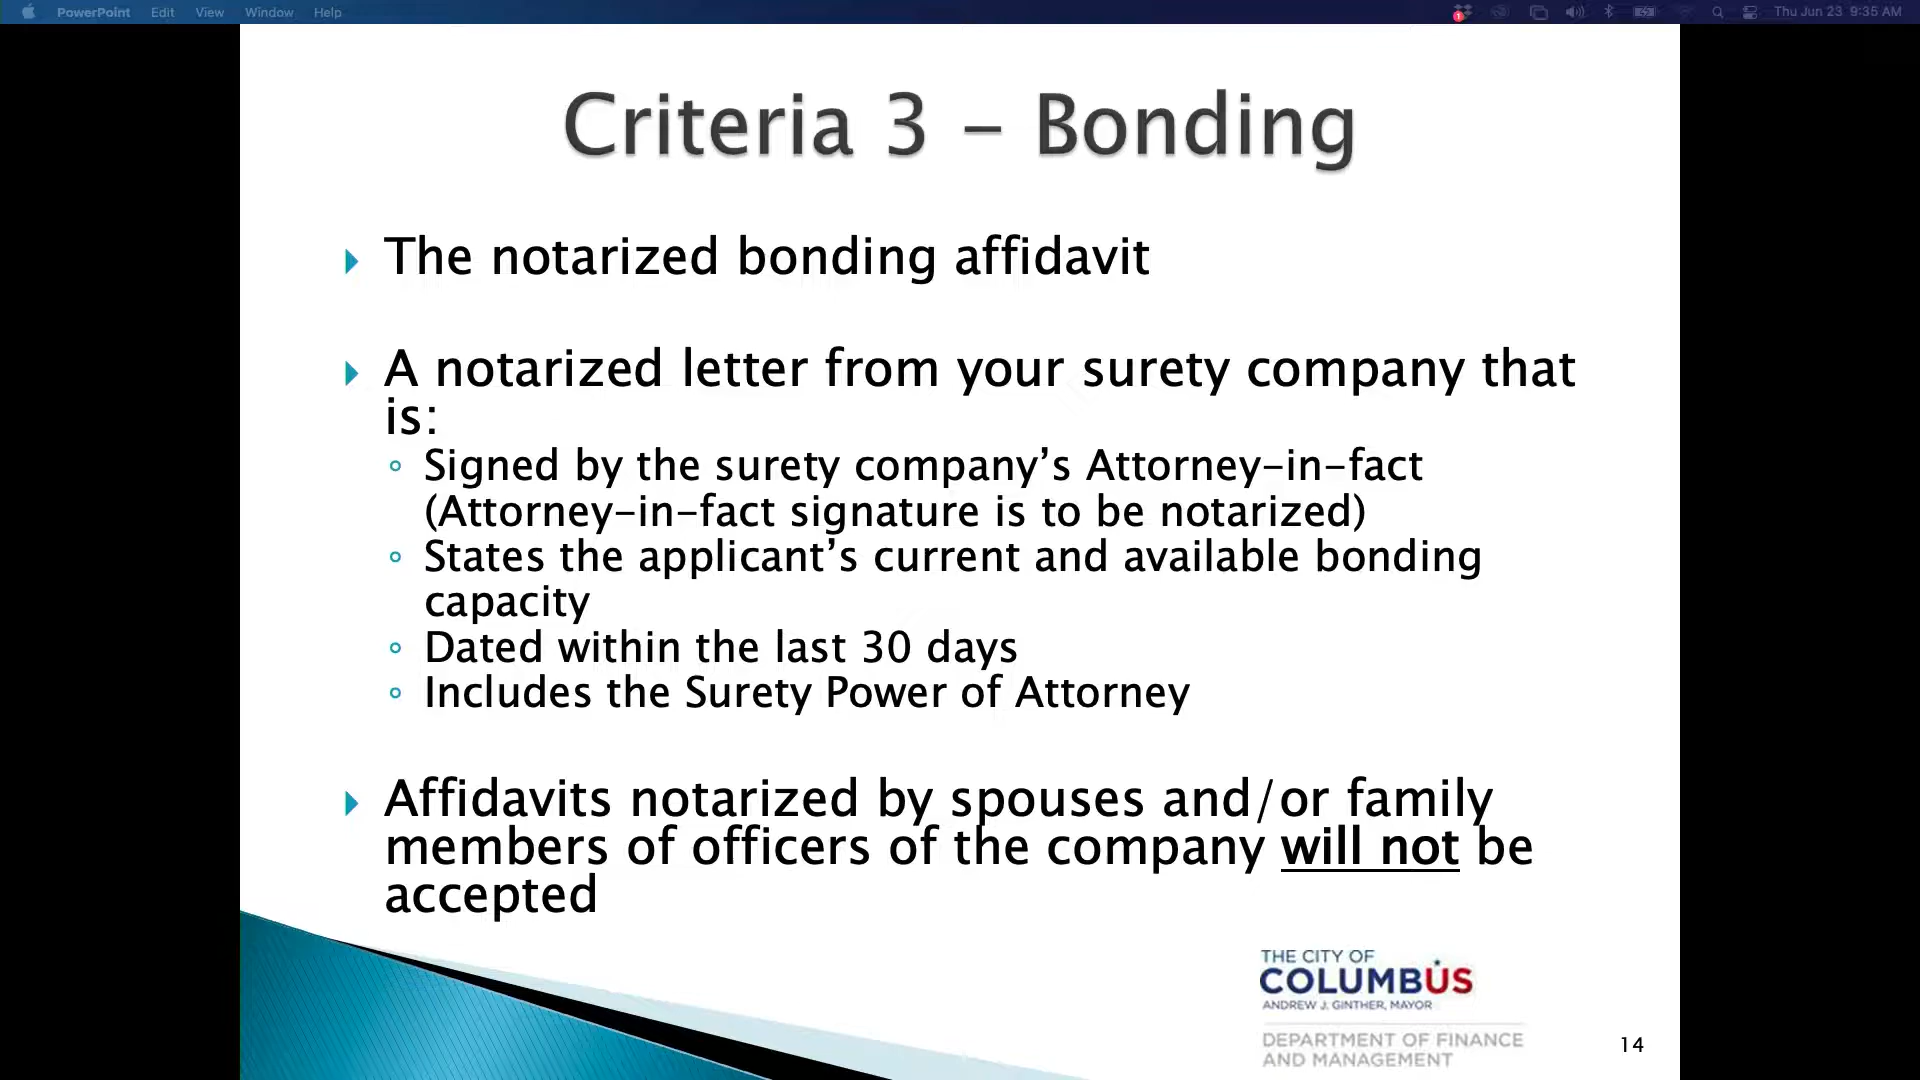 PowerPoint Edit View Window Help
1
Thu Jun 23 9:35 AM
Criteria 3 – Bonding
The notarized bonding affidavit
A notarized letter from your surety company that
is:
Signed by the surety company’s Attorney-in-fact
(Attorney-in-fact signature is to be notarized)
States the applicant’s current and available bonding
capacity
Dated within the last 30 days
Includes the Surety Power of Attorney
Affidavits notarized by spouses and/or family
members of officers of the company will not be
accepted
THE CITY OF
COLUMBUS
ANDREW J. GINTHER, MAYOR
DEPARTMENT OF FINANCE
AND MANAGEMENT
14